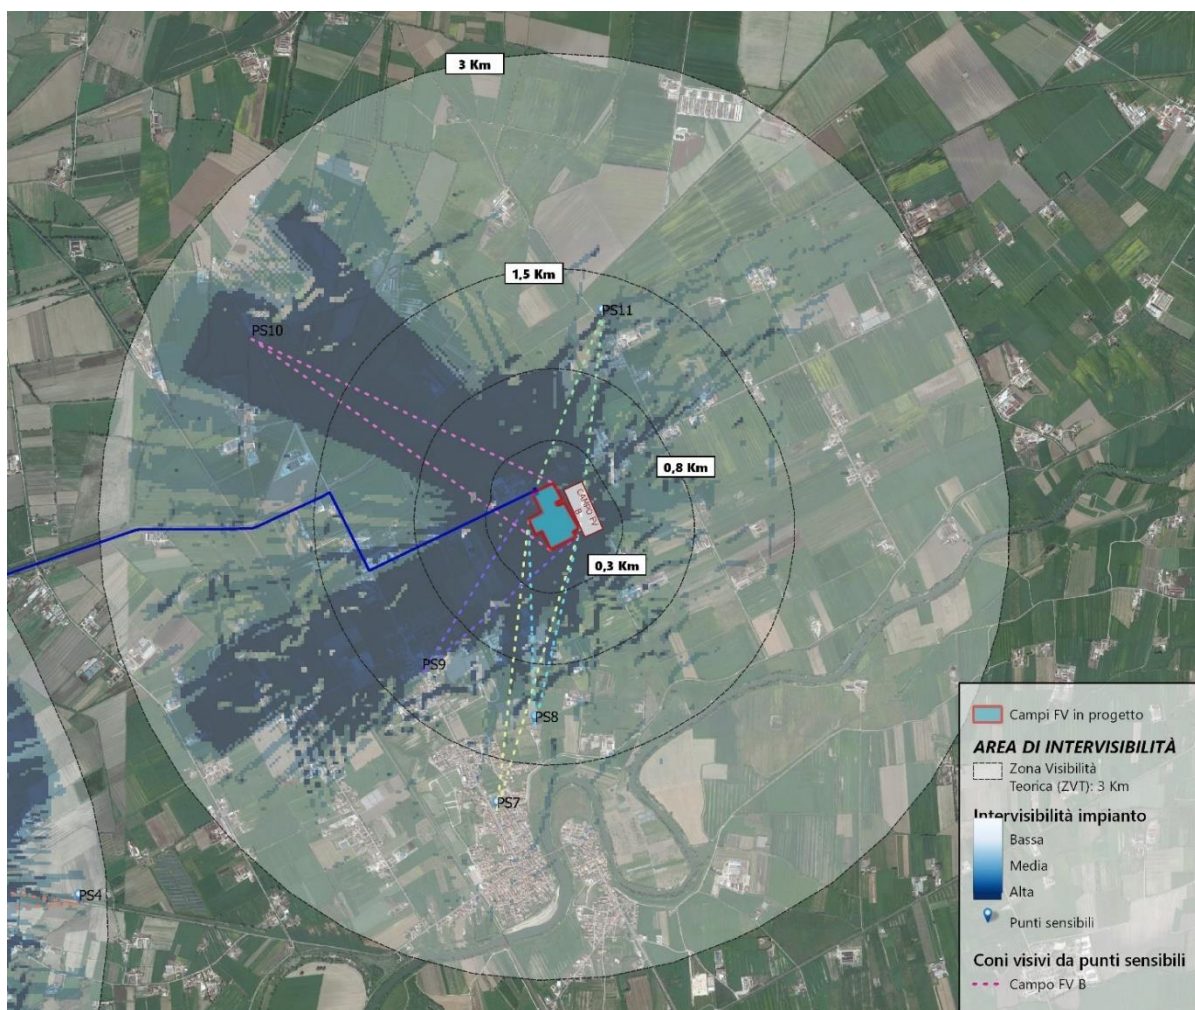 3 Km
1,5 Km
PS11
PS10
0,8 Km
CAMPO FV
B
0,3 Km
PS9
PS8
PS7
PS4
Campi FV in progetto
AREA DI INTERVISIBILITÀ
Zona Visibilità
Teorica (ZVT): 3 Km
Intervisibilità impianto
Bassa
Media
Alta
Punti sensibili
Coni visivi da punti sensibili
Campo FV B